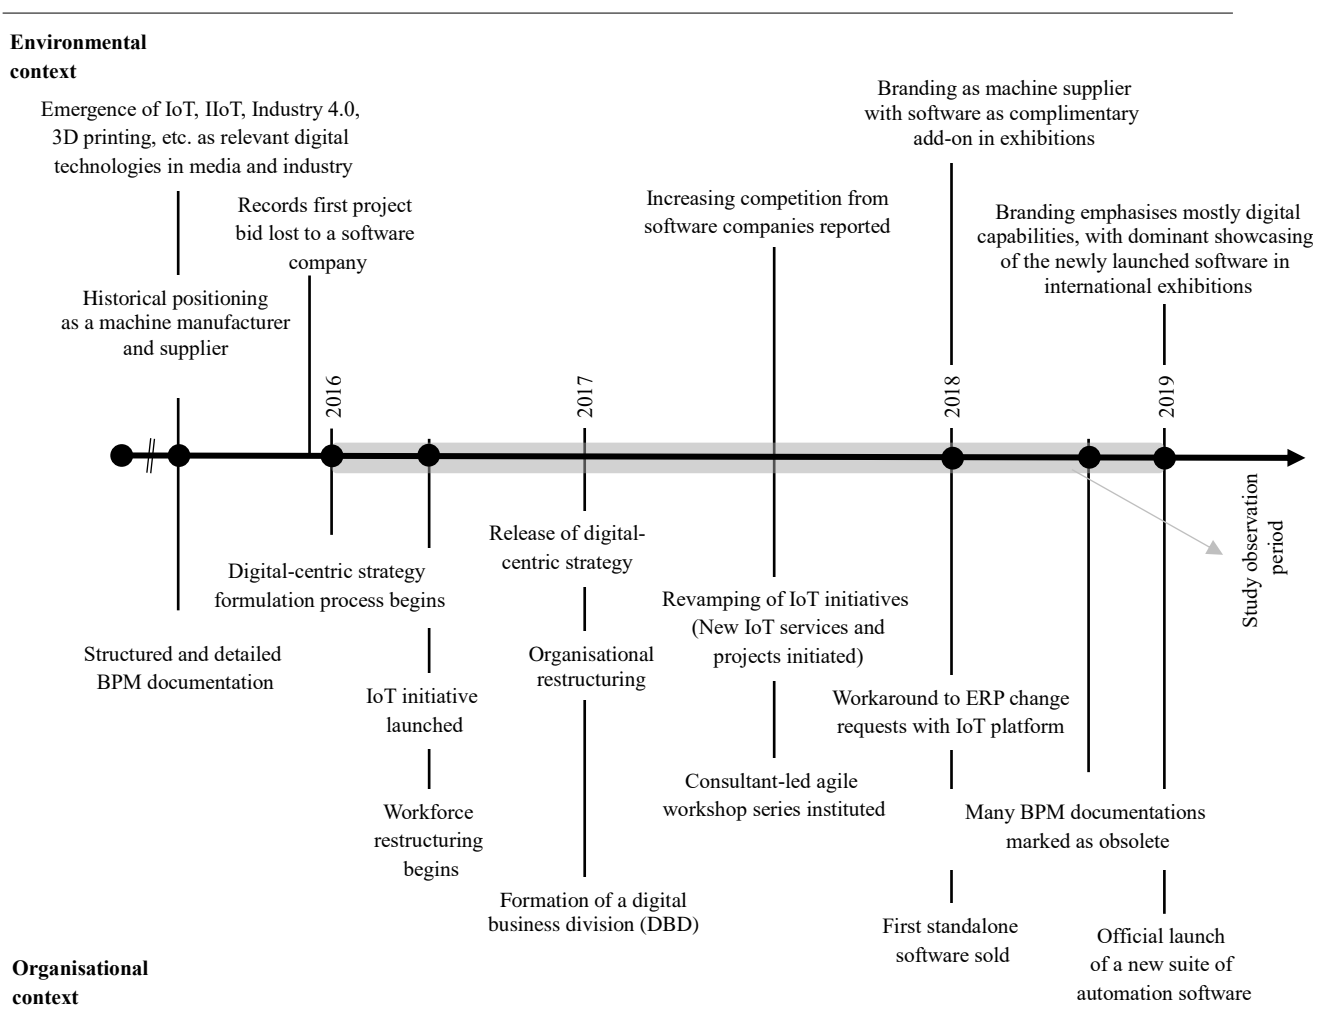 Environmental
context
Emergence of IoT, IIoT, Industry 4.0,
3D printing, etc. as relevant digital
technologies in media and industry
Records first project
bid lost to a software
company
Historical positioning
as a machine manufacturer
and supplier
Increasing competition from
software companies reported
Branding as machine supplier
with software as complimentary
add-on in exhibitions
Branding emphasises mostly digital
capabilities, with dominant showcasing
of the newly launched software in
international exhibitions
2016
2017
2018
2019
Study observation
period
Structured and detailed
BPM documentation
Digital-centric strategy
formulation process begins
IoT initiative
launched
Workforce
restructuring
begins
Release of digital-
centric strategy
Organisational
restructuring
Formation of a digital
business division (DBD)
Revamping of IoT initiatives
(New IoT services and
projects initiated)
Consultant-led agile
workshop series instituted
Workaround to ERP change
requests with IoT platform
First standalone
software sold
Many BPM documentations
marked as obsolete
Official launch
of a new suite of
automation software
Organisational
context